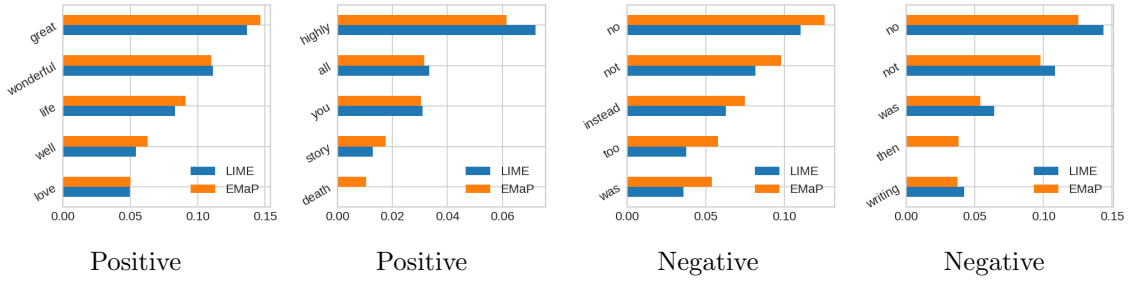 great
wonderful
life
well
love
LIME
EMaP
0.00 0.05 0.10 0.15
Positive
highly
all
you
story
death
LIME
EMaP
0.00 0.02 0.04 0.06
Positive
no
not
instead
too
was
LIME
EMaP
0.00 0.05 0.10
Negative
no
not
was
then
writing
LIME
EMaP
0.00 0.05 0.10 0.15
Negative